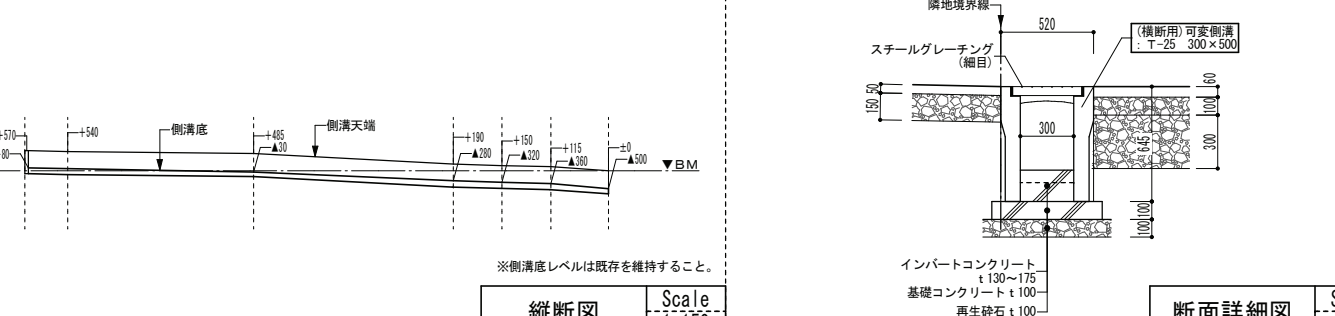 +570
80
+540
側溝底
+485
▲30
側溝天端
+190
▲280
+150
▲320
+115
▲360
±0
▲500
▼BM
※側溝底レベルは既存を維持すること。
縦断図
Scale
隣地境界線
520
スチールグレーチング
(細目)
(横断用)可変側溝
: T-25 300×500
50
150
300
60
100
300
645
100
100
インバートコンクリート
t 130~175
基礎コンクリート t 100
再生砕石 t 100
断面詳細図
S